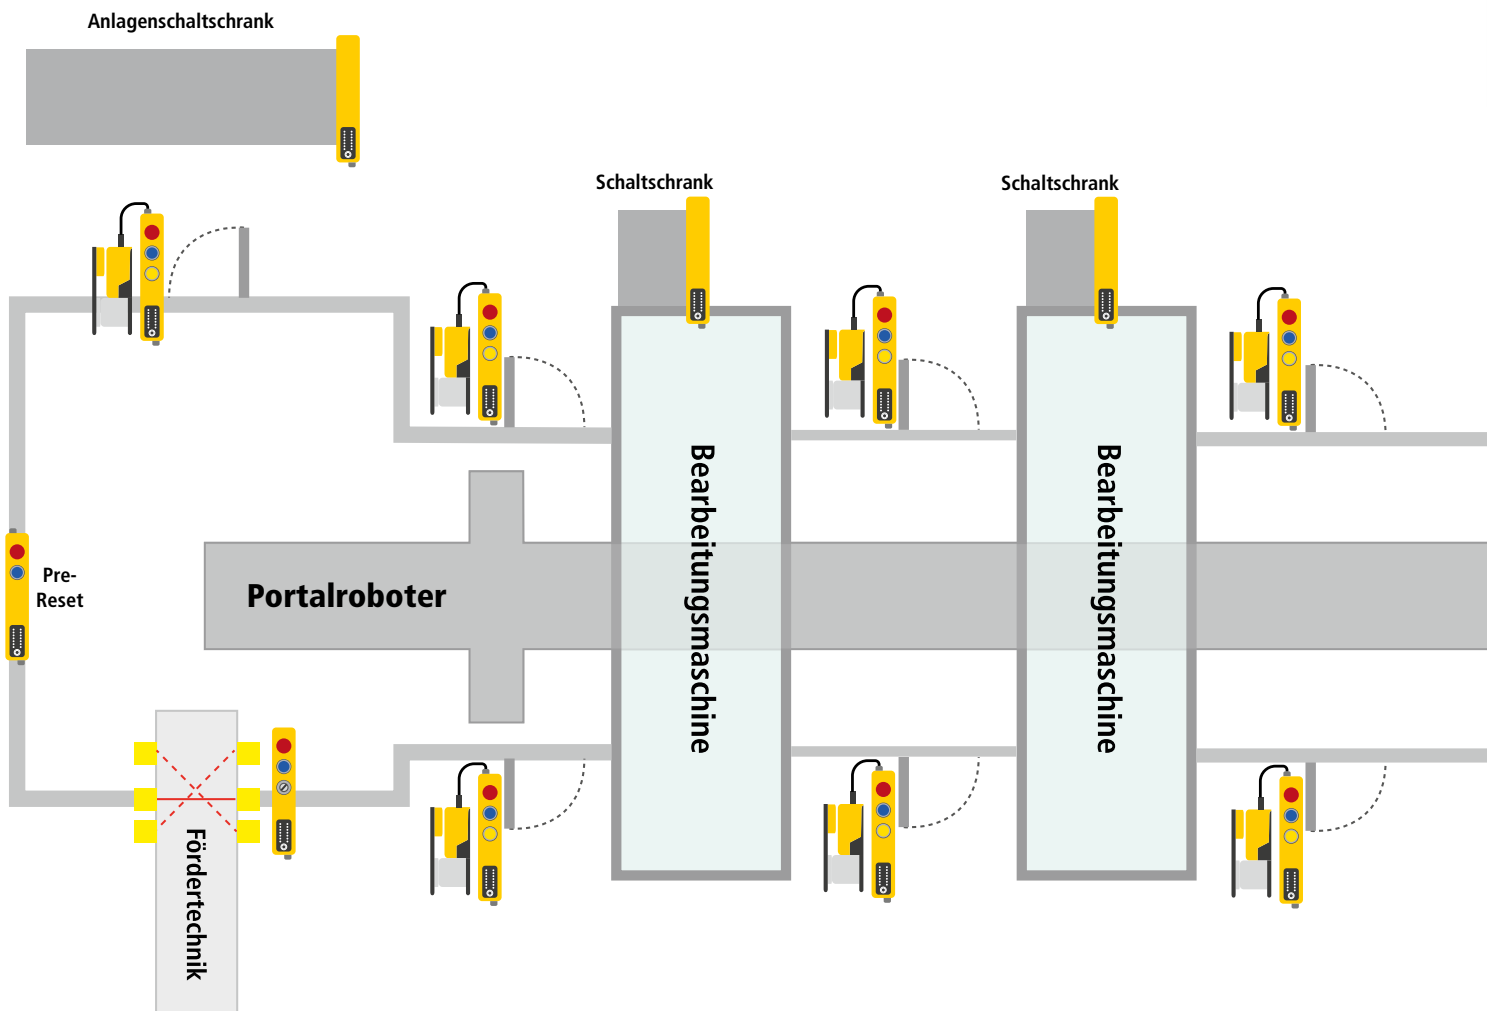 Anlagenschaltschrank
Schaltschrank
Schaltschrank
Pre-
Reset
Portalroboter
Bearbeitungsmaschine
Bearbeitungsmaschine
Fördertechnik